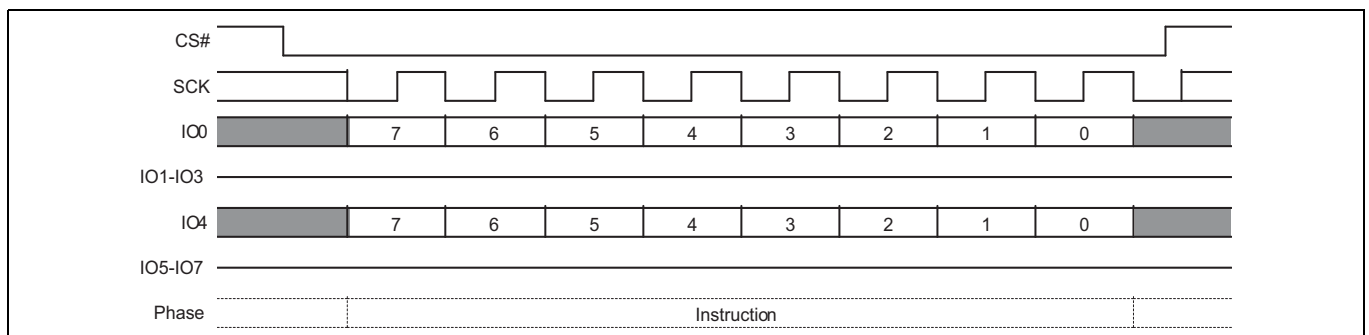 CS#
SCK
IO0 7 6 5 4 3 2 1 0
IO1-IO3
IO4 7 6 5 4 3 2 1 0
IO5-IO7
Phase Instruction